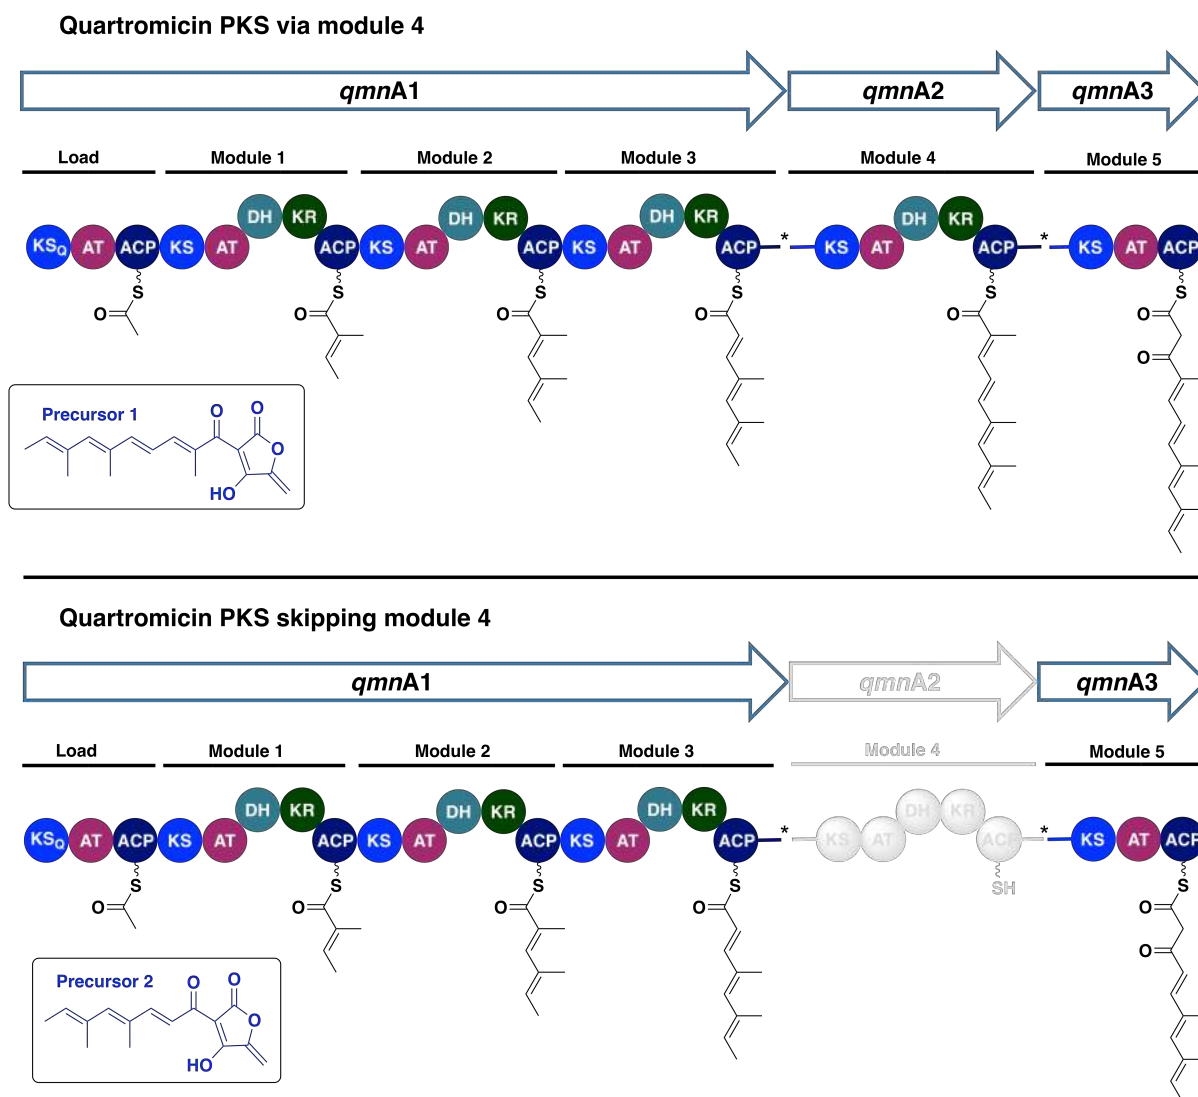 Quartromicin PKS via module 4
qmnA1 qmnA2 qmnA3
Load Module 1 Module 2 Module 3 Module 4 Module 5
DH KR DH KR DH KR DH KR
KSQ AT ACP KS AT ACP KS AT ACP KS AT ACP * KS AT ACP * KS AT ACP
S S S S S S
O O O O O O
O
Precursor 1
O O
O
HO
Quartromicin PKS skipping module 4
qmnA1 qmnA2 qmnA3
Load Module 1 Module 2 Module 3 Module 4 Module 5
DH KR DH KR DH KR DH KR
KSQ AT ACP KS AT ACP KS AT ACP KS AT ACP * KS AT ACP * KS AT ACP
S S S S SH S
O O O O O
O
Precursor 2
O O
O
HO